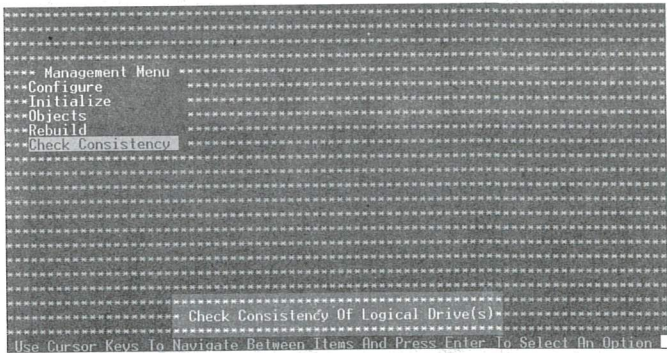 Management Menu
Configure
Initialize
Objects
Rebuild
Check Consistency
Check Consistency Of Logical Drive(s)
Use Cursor Keys To Navigate Between Items And Press Enter To Select An Option